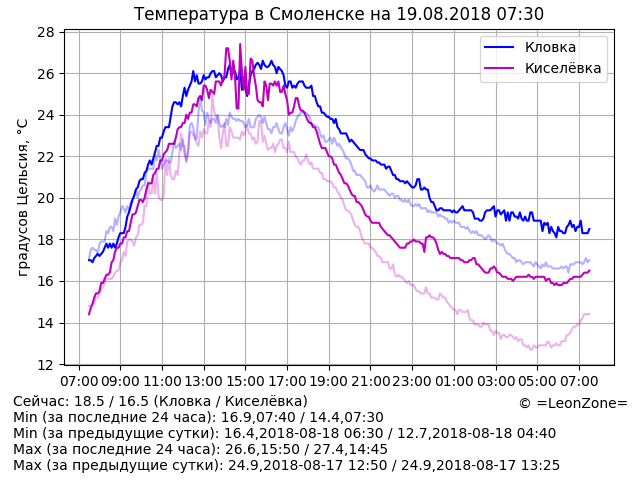 Температура в Смоленске на 19.08.2018 07:30
28
26
24
22
20
18
16
14
12
градусов Цельсия, °C
Кловка
Киселёвка
07:00 09:00 11:00 13:00 15:00 17:00 19:00 21:00 23:00 01:00 03:00 05:00 07:00
Сейчас: 18.5 / 16.5 (Кловка / Киселёвка)
© =LeonZone=
Min (за последние 24 часа): 16.9,07:40 / 14.4,07:30
Min (за предыдущие сутки): 16.4,2018-08-18 06:30 / 12.7,2018-08-18 04:40
Max (за последние 24 часа): 26.6,15:50 / 27.4,14:45
Max (за предыдущие сутки): 24.9,2018-08-17 12:50 / 24.9,2018-08-17 13:25